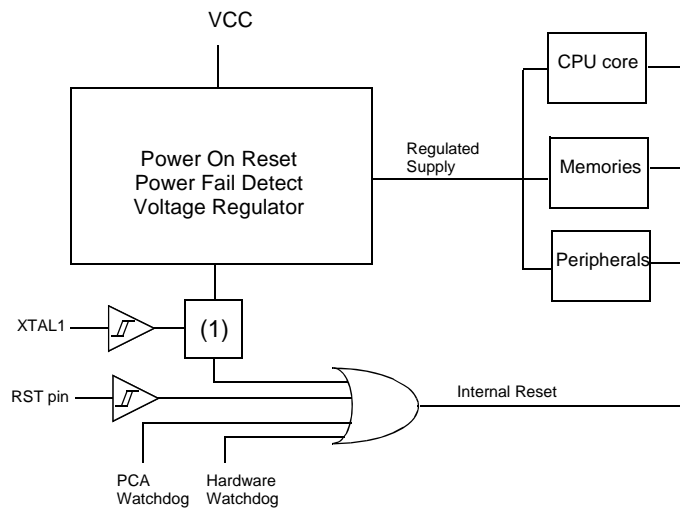 VCC
CPU core
Power On Reset
Power Fail Detect
Voltage Regulator
Regulated
Supply
Memories
Peripherals
XTAL1
(1)
RST pin
Internal Reset
PCA
Watchdog
Hardware
Watchdog